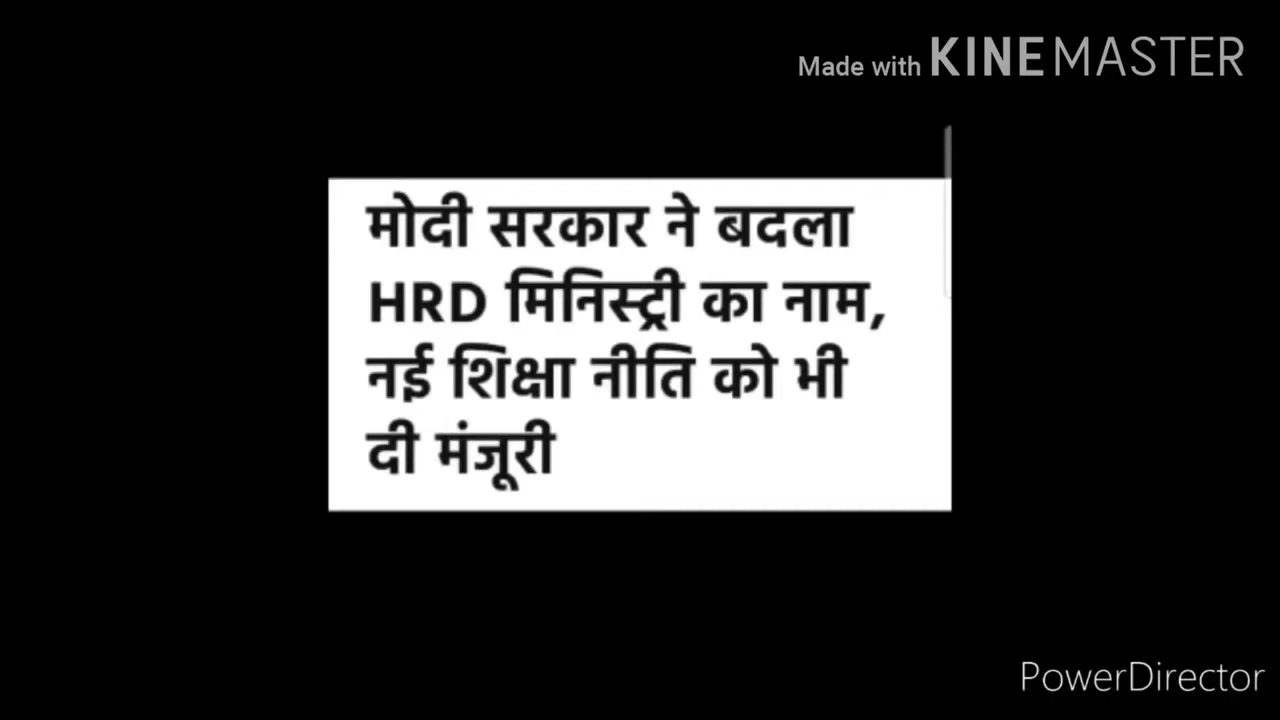 Made with KINEMASTER
मोदी सरकार ने बदला
HRD मिनिस्ट्री का नाम,
नई शिक्षा नीति को भी
दी मंजूरी
PowerDirector